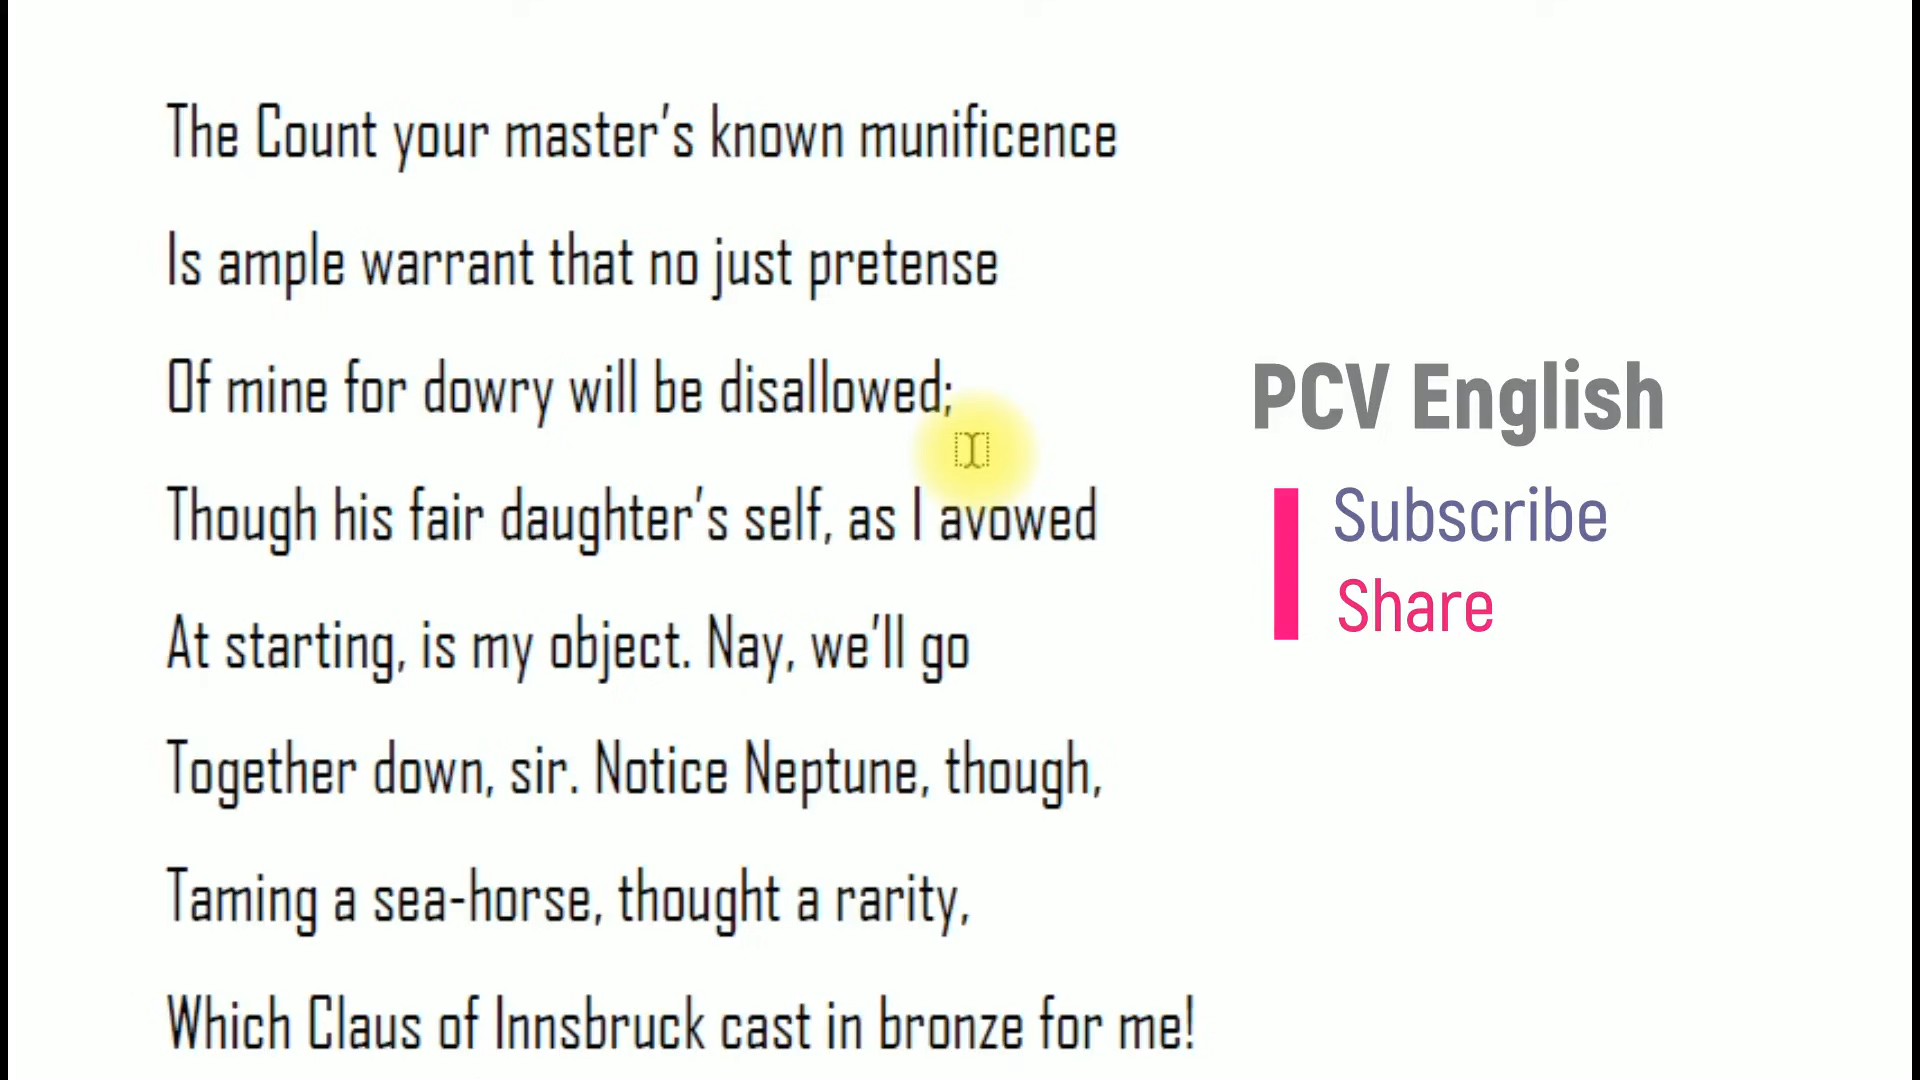 The Count your master's known munificence
Is ample warrant that no just pretense
Of mine for dowry will be disallowed;
Though his fair daughter's self, as I avowed
At starting, is my object. Nay, we'll go
Together down, sir. Notice Neptune, though,
Taming a sea-horse, thought a rarity,
Which Claus of Innsbruck cast in bronze for me!
PCV English
Subscribe
Share